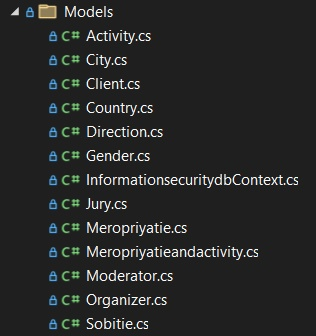 Models
C# Activity.cs
C# City.cs
C# Client.cs
C# Country.cs
C# Direction.cs
C# Gender.cs
C# InformationsecuritydbContext.cs
C# Jury.cs
C# Meropriyatie.cs
C# Meropriyatieandactivity.cs
C# Moderator.cs
C# Organizer.cs
C# Sobitie.cs